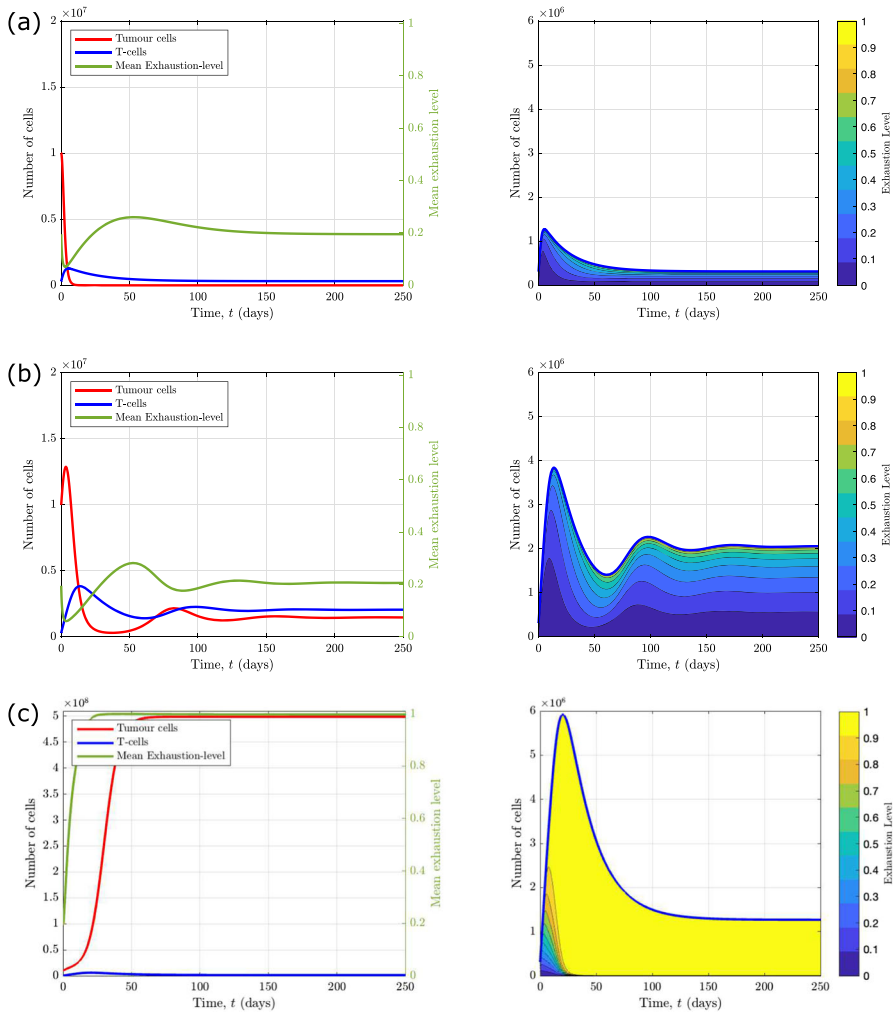 (a)
×10^7
Tumour cells
T-cells
Mean Exhaustion-level
2
1.5
1
0.5
0
Number of cells
0 50 100 150 200 250
Time, t (days)
1
0.8
0.6
0.4
0.2
0
Mean exhaustion level
×10^6
6
5
4
3
2
1
0
Number of cells
0 50 100 150 200 250
Time, t (days)
1
0.9
0.8
0.7
0.6
0.5
0.4
0.3
0.2
0.1
0
Exhaustion Level
(b)
×10^7
Tumour cells
T-cells
Mean Exhaustion-level
2
1.5
1
0.5
0
Number of cells
0 50 100 150 200 250
Time, t (days)
1
0.8
0.6
0.4
0.2
0
Mean exhaustion level
×10^6
6
5
4
3
2
1
0
Number of cells
0 50 100 150 200 250
Time, t (days)
1
0.9
0.8
0.7
0.6
0.5
0.4
0.3
0.2
0.1
0
Exhaustion Level
(c)
×10^8
Tumour cells
T-cells
Mean Exhaustion-level
5
4.5
4
3.5
3
2.5
2
1.5
1
0.5
0
Number of cells
0 50 100 150 200 250
Time, t (days)
1
0.8
0.6
0.4
0.2
0
Mean exhaustion level
×10^6
6
5
4
3
2
1
0
Number of cells
0 50 100 150 200 250
Time, t (days)
1
0.9
0.8
0.7
0.6
0.5
0.4
0.3
0.2
0.1
0
Exhaustion Level